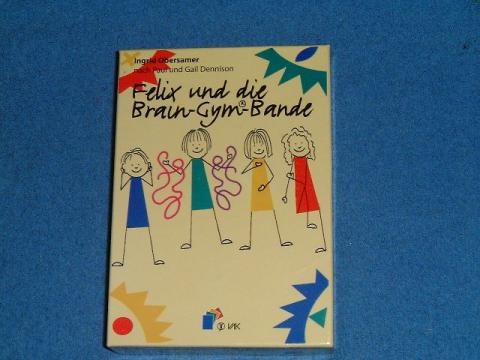 Ingrid Obersamer
nach Paul und Gail Dennison
Felix und die
Brain-Gym®-Bande
VAK